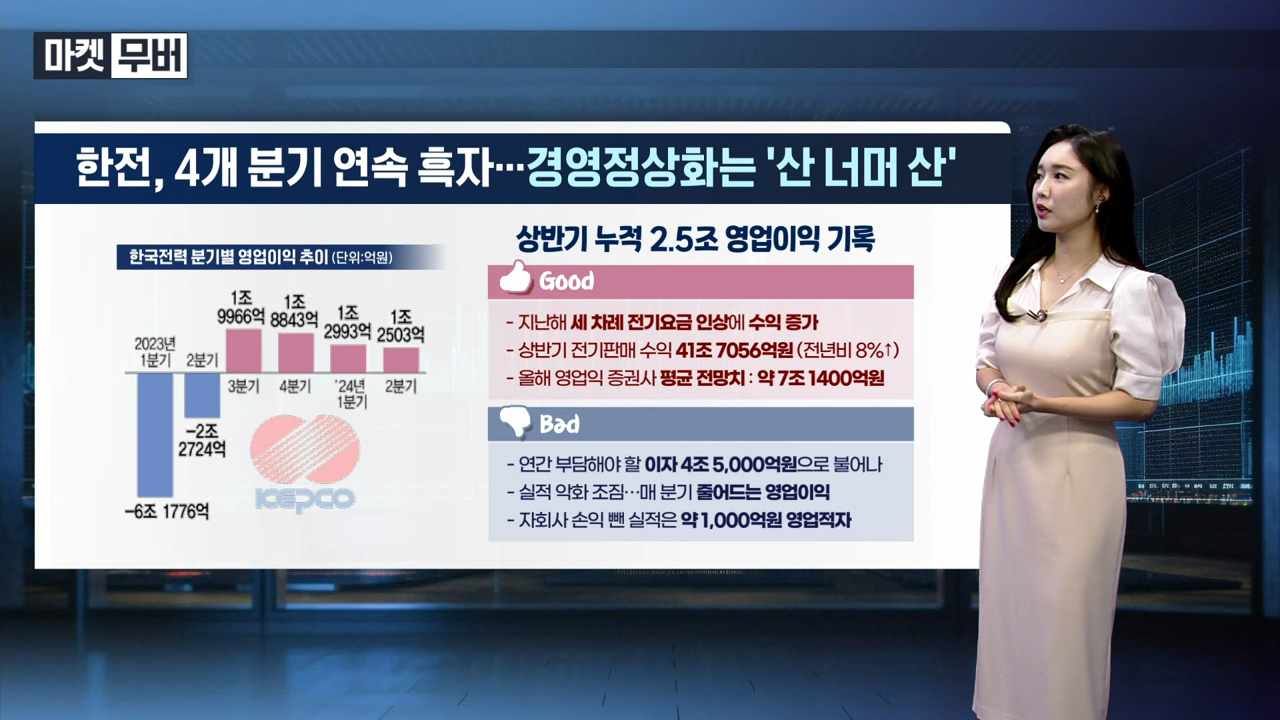 마켓 무버
한전, 4개 분기 연속 흑자…경영정상화는 '산 너머 산'
한국전력 분기별 영업이익 추이 (단위:억원)
2023년
1분기
-6조 1776억
2분기
-2조
2724억
1조
9966억
3분기
1조
8843억
4분기
1조
2993억
'24년
1분기
1조
2503억
2분기
KEPCO
상반기 누적 2.5조 영업이익 기록
Good
- 지난해 세 차례 전기요금 인상에 수익 증가
- 상반기 전기판매 수익 41조 7056억원 (전년비 8%↑)
- 올해 영업익 증권사 평균 전망치 : 약 7조 1400억원
Bad
- 연간 부담해야 할 이자 4조 5,000억원으로 불어나
- 실적 악화 조짐…매 분기 줄어드는 영업이익
- 자회사 손익 뺀 실적은 약 1,000억원 영업적자